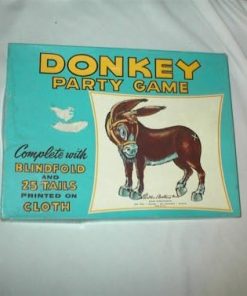 DONKEY
PARTY GAME
Complete with
BLINDFOLD
AND
25 TAILS
PRINTED ON
CLOTH